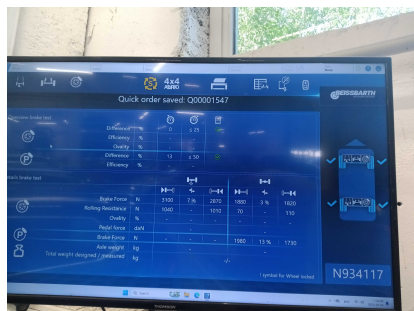 4x4
BEISSBARTH
Quick order saved: Q00001547
Difference % 0 ± 25
Efficiency % - -
Ovality % - -
Difference % 13 ± 50
Efficiency % - -
Brake Force N 3100 7 % 2870 1880 3 % 1820
Rolling Resistance N 1040 - 1010 70 - 110
Ovality % - - - -
Pedal force daN - -
Brake Force N - - - 1980 13 % 1730
Axle weight kg
Total weight designed / measured kg -/-
! symbol for Wheel locked
N934117